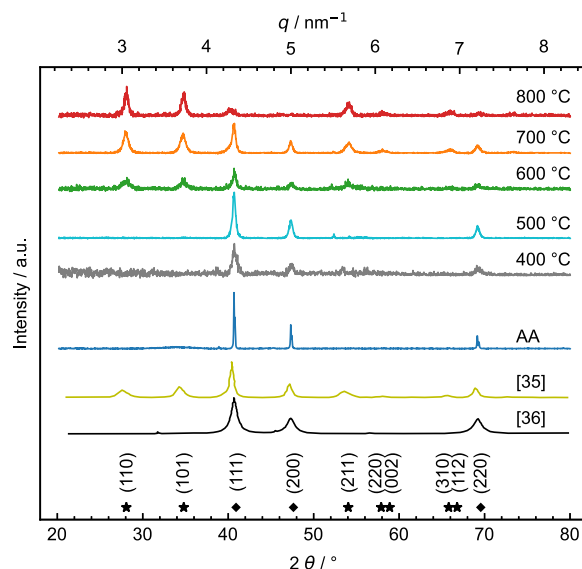 q / nm⁻¹
3 4 5 6 7 8
800 °C
700 °C
600 °C
500 °C
400 °C
AA
[35]
[36]
Intensity / a.u.
(110) (101) (111) (200) (211) (220) (002) (310) (112) (220)
20 30 40 50 60 70 80
2 θ / °